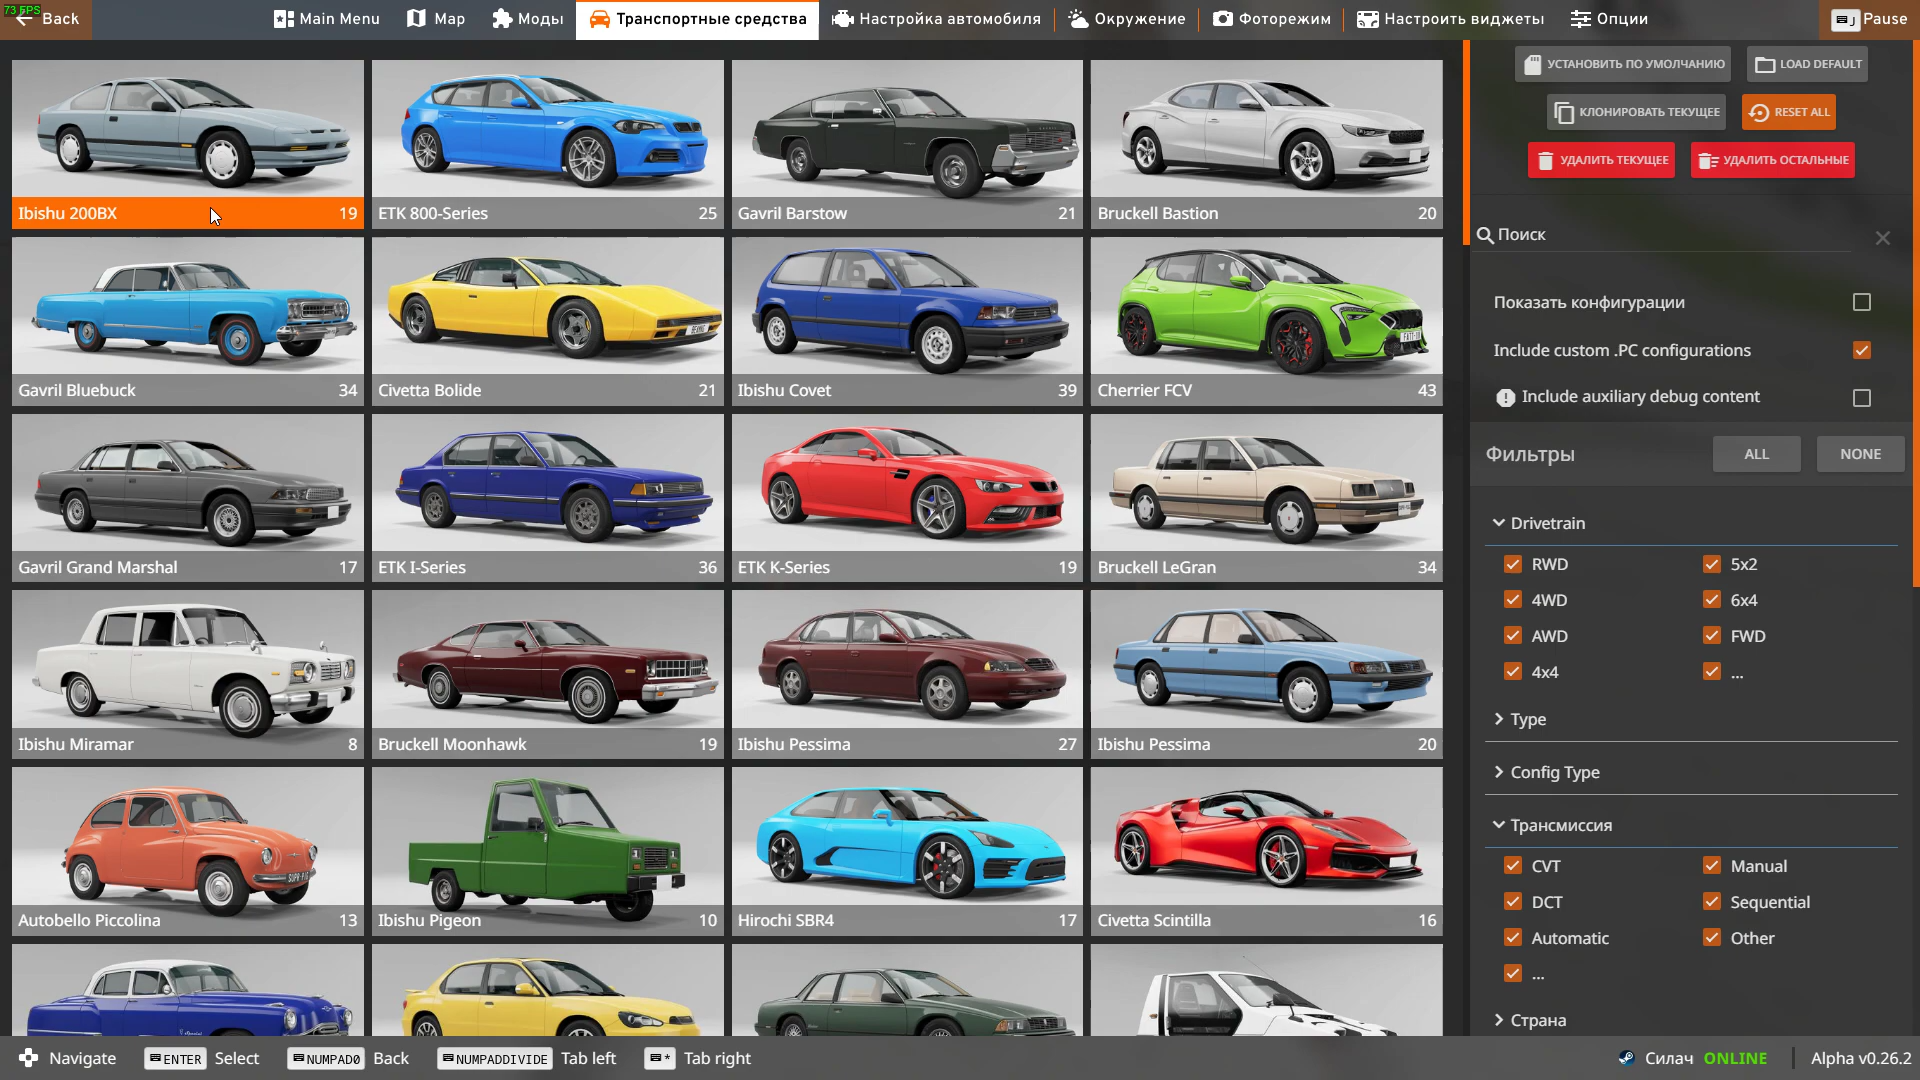 73 FPS
Back
Main Menu
Map
Моды
Транспортные средства
Настройка автомобиля
Окружение
Фоторежим
Настроить виджеты
Опции
J Pause
Ibishu 200BX 19
ETK 800-Series 25
Gavril Barstow 21
Bruckell Bastion 20
Gavril Bluebuck 34
Civetta Bolide 21
Ibishu Covet 39
Cherrier FCV 43
Gavril Grand Marshal 17
ETK I-Series 36
ETK K-Series 19
Bruckell LeGran 34
Ibishu Miramar 8
Bruckell Moonhawk 19
Ibishu Pessima 27
Ibishu Pessima 20
Autobello Piccolina 13
Ibishu Pigeon 10
Hirochi SBR4 17
Civetta Scintilla 16
УСТАНОВИТЬ ПО УМОЛЧАНИЮ
LOAD DEFAULT
КЛОНИРОВАТЬ ТЕКУЩЕЕ
RESET ALL
УДАЛИТЬ ТЕКУЩЕЕ
УДАЛИТЬ ОСТАЛЬНЫЕ
Поиск
Показать конфигурации
Include custom .PC configurations
Include auxiliary debug content
Фильтры
ALL
NONE
Drivetrain
RWD
5x2
4WD
6x4
AWD
FWD
4x4
...
Type
Config Type
Трансмиссия
CVT
Manual
DCT
Sequential
Automatic
Other
...
Страна
Navigate
ENTER Select
NUMPAD0 Back
NUMPADDIVIDE Tab left
* Tab right
Силач ONLINE
Alpha v0.26.2